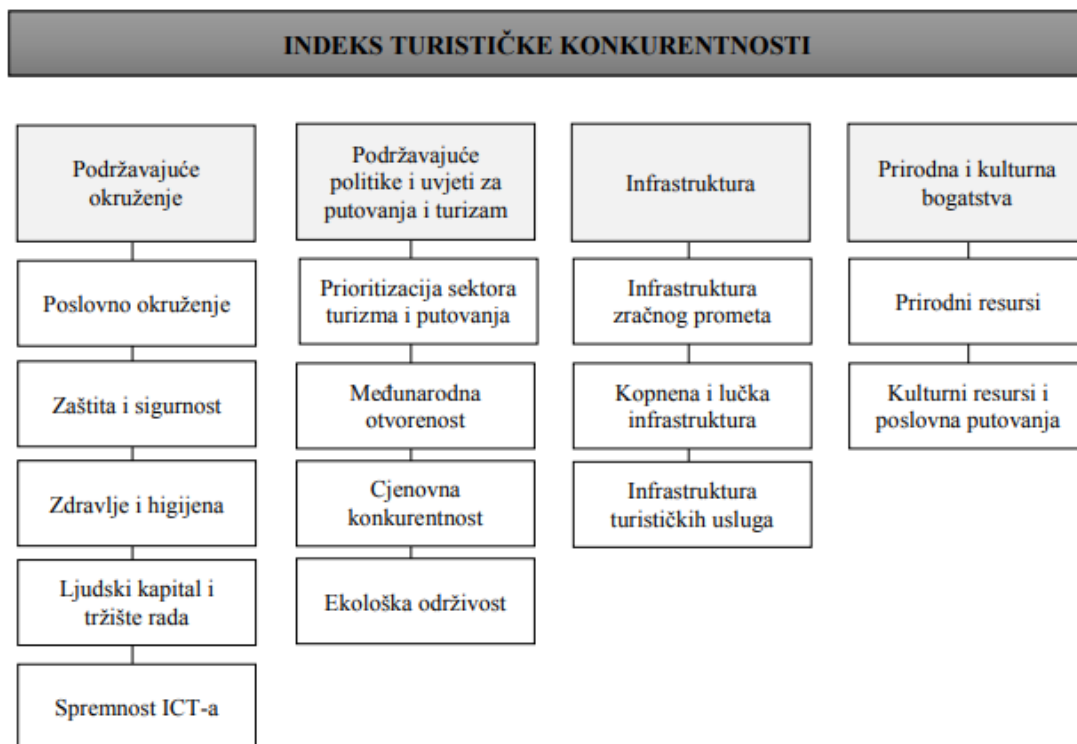 INDEKS TURISTIČKE KONKURENTNOSTI
Podržavajuće
okruženje
Poslovno okruženje
Zaštita i sigurnost
Zdravlje i higijena
Ljudski kapital i
tržište rada
Spremnost ICT-a
Podržavajuće
politike i uvjeti za
putovanja i turizam
Prioritizacija sektora
turizma i putovanja
Međunarodna
otvorenost
Cjenovna
konkurentnost
Ekološka održivost
Infrastruktura
Infrastruktura
zračnog prometa
Kopnena i lučka
infrastruktura
Infrastruktura
turističkih usluga
Prirodna i kulturna
bogatstva
Prirodni resursi
Kulturni resursi i
poslovna putovanja